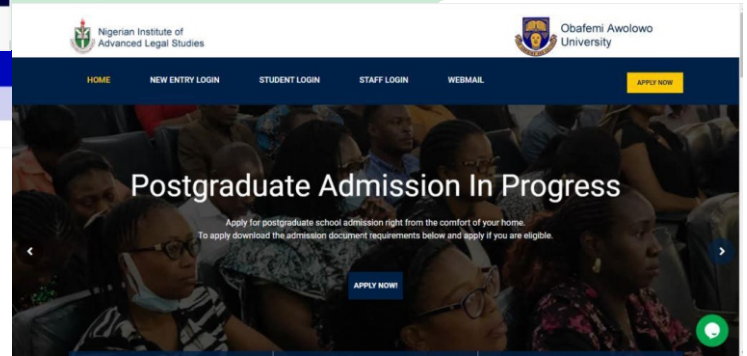 Nigerian Institute of
Advanced Legal Studies
Obafemi Awolowo
University
HOME
NEW ENTRY LOGIN
STUDENT LOGIN
STAFF LOGIN
WEBMAIL
APPLY NOW
Postgraduate Admission In Progress
Apply for postgraduate school admission right from the comfort of your home.
To apply download the admission document requirements below and apply if you are eligible.
APPLY NOW!